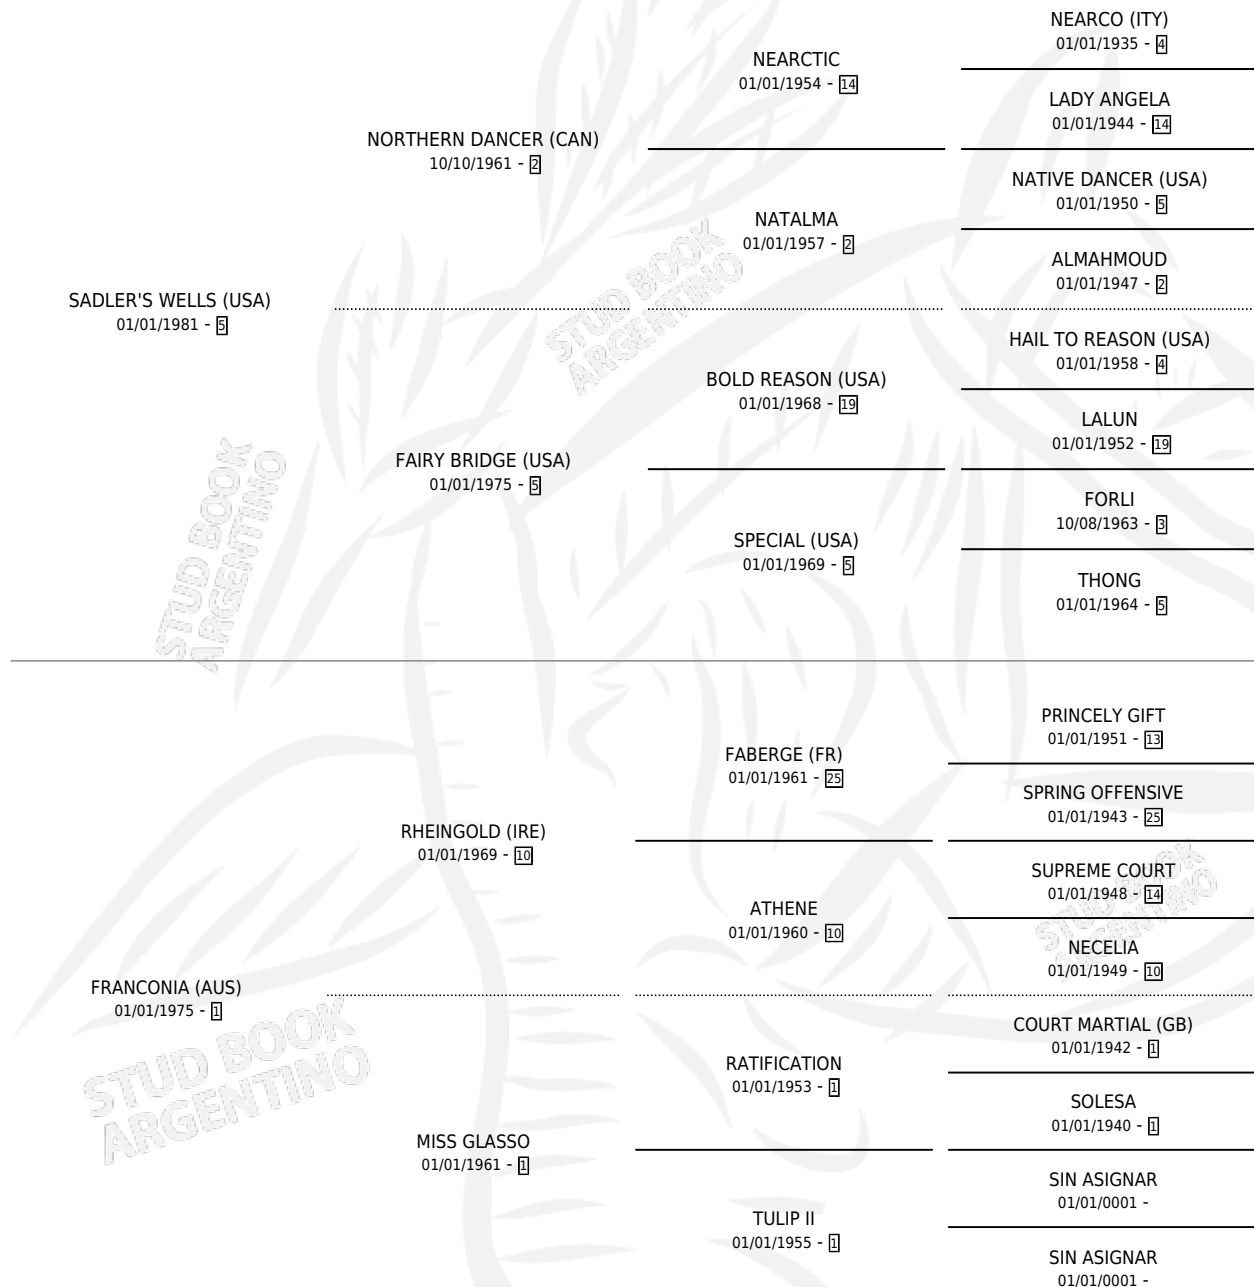 NEARCO (ITY)
01/01/1935 - 4
NEARCTIC
01/01/1954 - 14
LADY ANGELA
01/01/1944 - 14
NORTHERN DANCER (CAN)
10/10/1961 - 2
NATIVE DANCER (USA)
01/01/1950 - 5
NATALMA
01/01/1957 - 2
ALMAHMOUD
01/01/1947 - 2
SADLER'S WELLS (USA)
01/01/1981 - 5
HAIL TO REASON (USA)
01/01/1958 - 4
BOLD REASON (USA)
01/01/1968 - 19
LALUN
01/01/1952 - 19
FAIRY BRIDGE (USA)
01/01/1975 - 5
FORLI
10/08/1963 - 3
SPECIAL (USA)
01/01/1969 - 5
THONG
01/01/1964 - 5
PRINCELY GIFT
01/01/1951 - 13
FABERGE (FR)
01/01/1961 - 25
SPRING OFFENSIVE
01/01/1943 - 25
RHEINGOLD (IRE)
01/01/1969 - 10
SUPREME COURT
01/01/1948 - 14
ATHENE
01/01/1960 - 10
NECELIA
01/01/1949 - 10
FRANCONIA (AUS)
01/01/1975 - 1
COURT MARTIAL (GB)
01/01/1942 - 1
RATIFICATION
01/01/1953 - 1
SOLESA
01/01/1940 - 1
MISS GLASSO
01/01/1961 - 1
SIN ASIGNAR
01/01/0001 -
TULIP II
01/01/1955 - 1
SIN ASIGNAR
01/01/0001 -
STUD BOOK
ARGENTINO
STUD BOOK
ARGENTINO
STUD BOOK
ARGENTINO
STUD BOOK
ARGENTINO